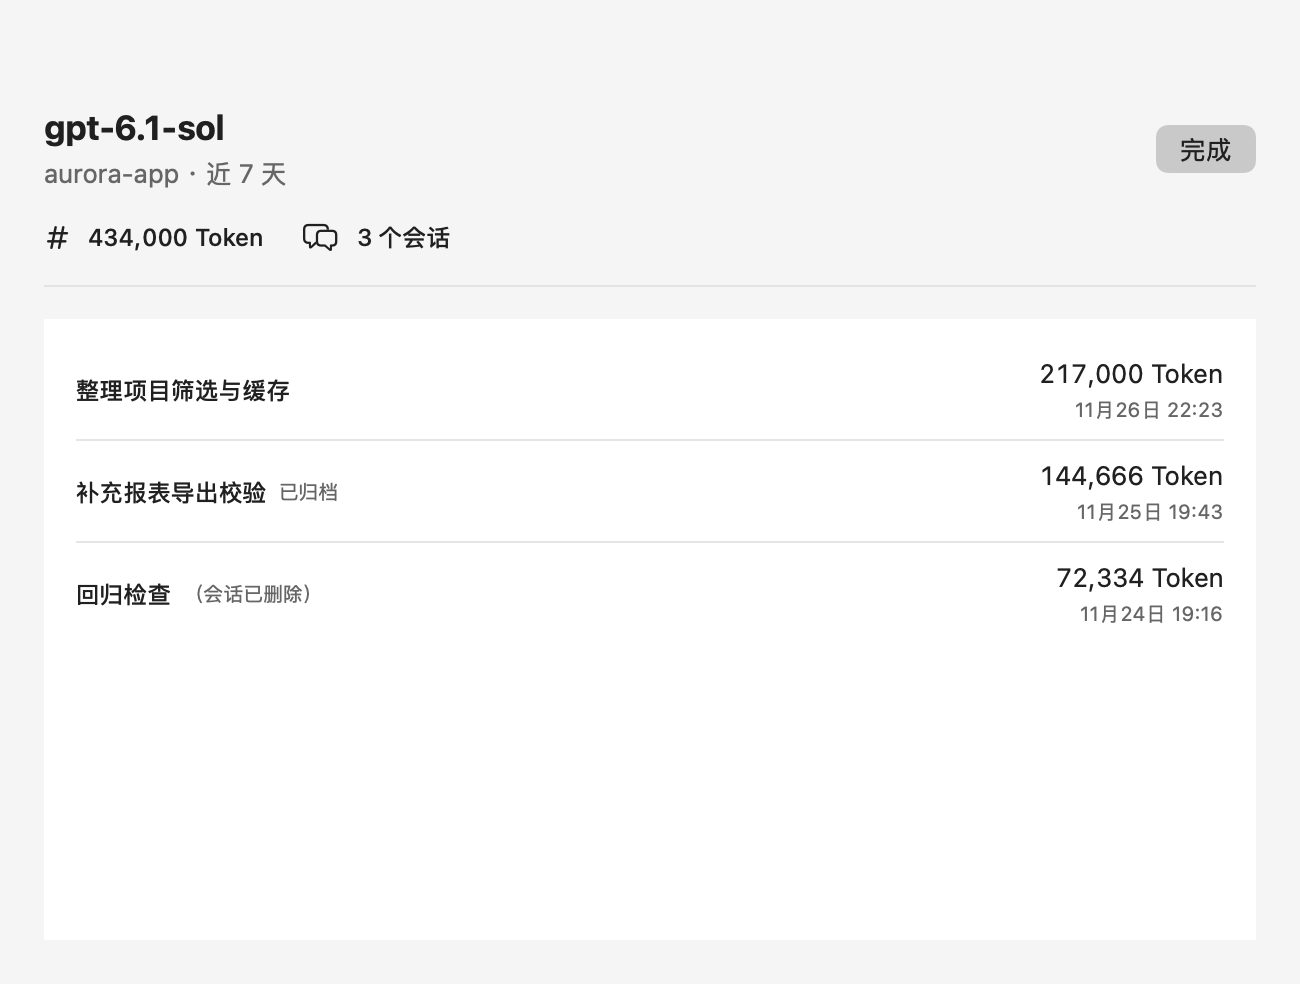 gpt-6.1-sol
aurora-app · 近 7 天
完成
# 434,000 Token 3 个会话
整理项目筛选与缓存
217,000 Token
11月26日 22:23
补充报表导出校验 已归档
144,666 Token
11月25日 19:43
回归检查 （会话已删除）
72,334 Token
11月24日 19:16